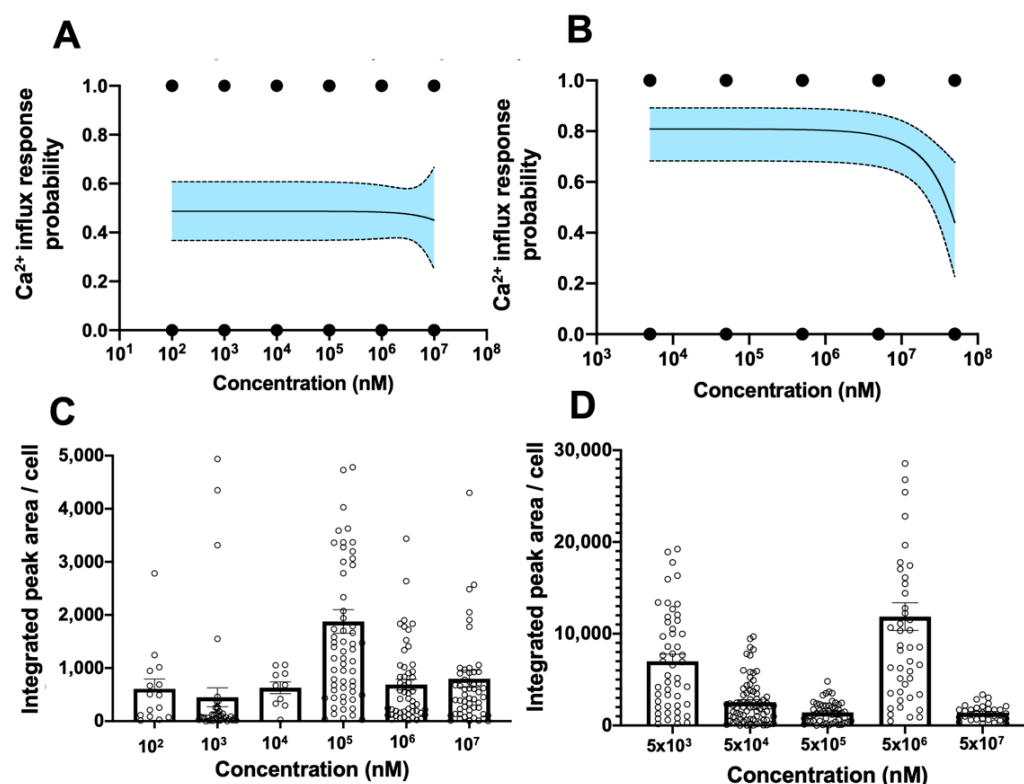 A
Ca²⁺ influx response
probability
1.0
0.8
0.6
0.4
0.2
0.0
10¹ 10² 10³ 10⁴ 10⁵ 10⁶ 10⁷ 10⁸
Concentration (nM)
B
Ca²⁺ influx response
probability
1.0
0.8
0.6
0.4
0.2
0.0
10³ 10⁴ 10⁵ 10⁶ 10⁷ 10⁸
Concentration (nM)
C
Integrated peak area / cell
5,000
4,000
3,000
2,000
1,000
0
10² 10³ 10⁴ 10⁵ 10⁶ 10⁷
Concentration (nM)
D
Integrated peak area / cell
30,000
20,000
10,000
0
5x10³ 5x10⁴ 5x10⁵ 5x10⁶ 5x10⁷
Concentration (nM)